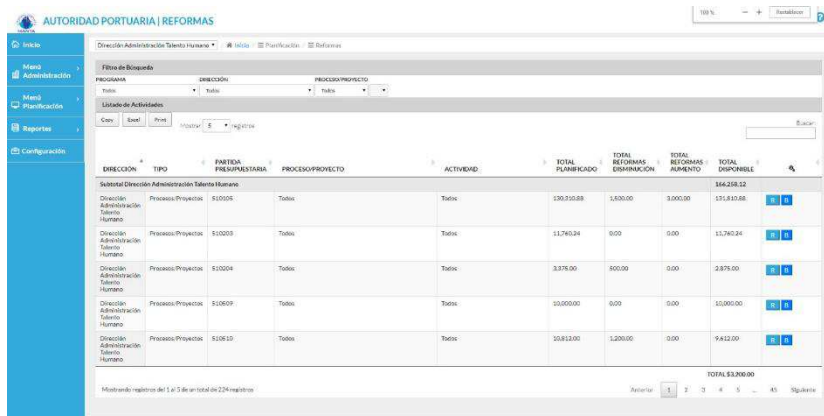 100 % − + Restablecer
AUTORIDAD PORTUARIA | REFORMAS
Inicio
Menú Administración
Menú Planificación
Reportes
Configuración
Dirección Administración Talento Humano / Inicio / Planificación / Reformas
Filtro de Búsqueda
PROGRAMA DIRECCIÓN PROCESO/PROYECTO
Todos Todos Todos
Listado de Actividades
Copy Excel Print Mostrar 5 registros Buscar:
DIRECCIÓN TIPO PARTIDA PRESUPUESTARIA PROCESO/PROYECTO ACTIVIDAD TOTAL PLANIFICADO TOTAL REFORMAS DISMINUCIÓN TOTAL REFORMAS AUMENTO TOTAL DISPONIBLE
Subtotal Dirección Administración Talento Humano 166,258.12
Dirección Administración Talento Humano Procesos/Proyectos 510105 Todos Todos 130,310.88 1,500.00 3,000.00 131,810.88 R B
Dirección Administración Talento Humano Procesos/Proyectos 510203 Todos Todos 11,760.24 0.00 0.00 11,760.24 R B
Dirección Administración Talento Humano Procesos/Proyectos 510204 Todos Todos 3,375.00 500.00 0.00 2,875.00 R B
Dirección Administración Talento Humano Procesos/Proyectos 510509 Todos Todos 10,000.00 0.00 0.00 10,000.00 R B
Dirección Administración Talento Humano Procesos/Proyectos 510510 Todos Todos 10,812.00 1,200.00 0.00 9,612.00 R B
TOTAL $3,200.00
Mostrando registros del 1 al 5 de un total de 224 registros Anterior 1 2 3 4 5 ... 45 Siguiente